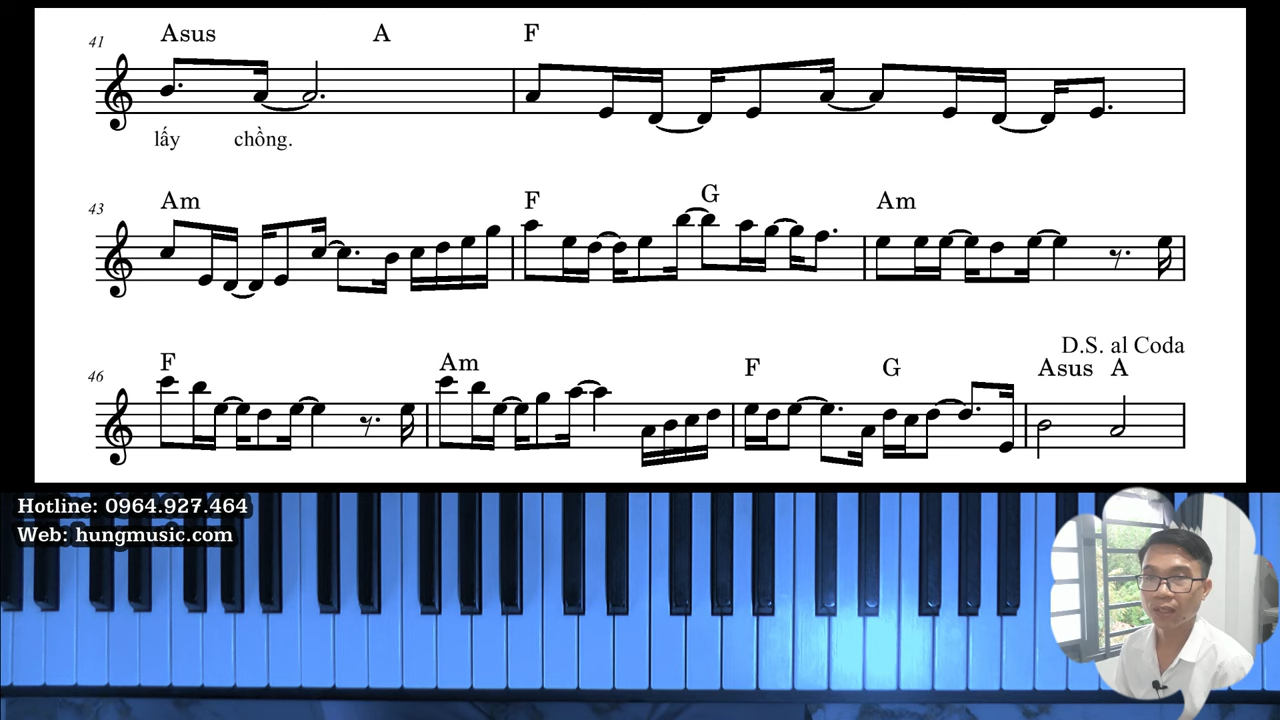 41 Asus A F
lấy chồng.
43 Am F G Am
D.S. al Coda
46 F Am F G Asus A
Hotline: 0964.927.464
Web: hungmusic.com